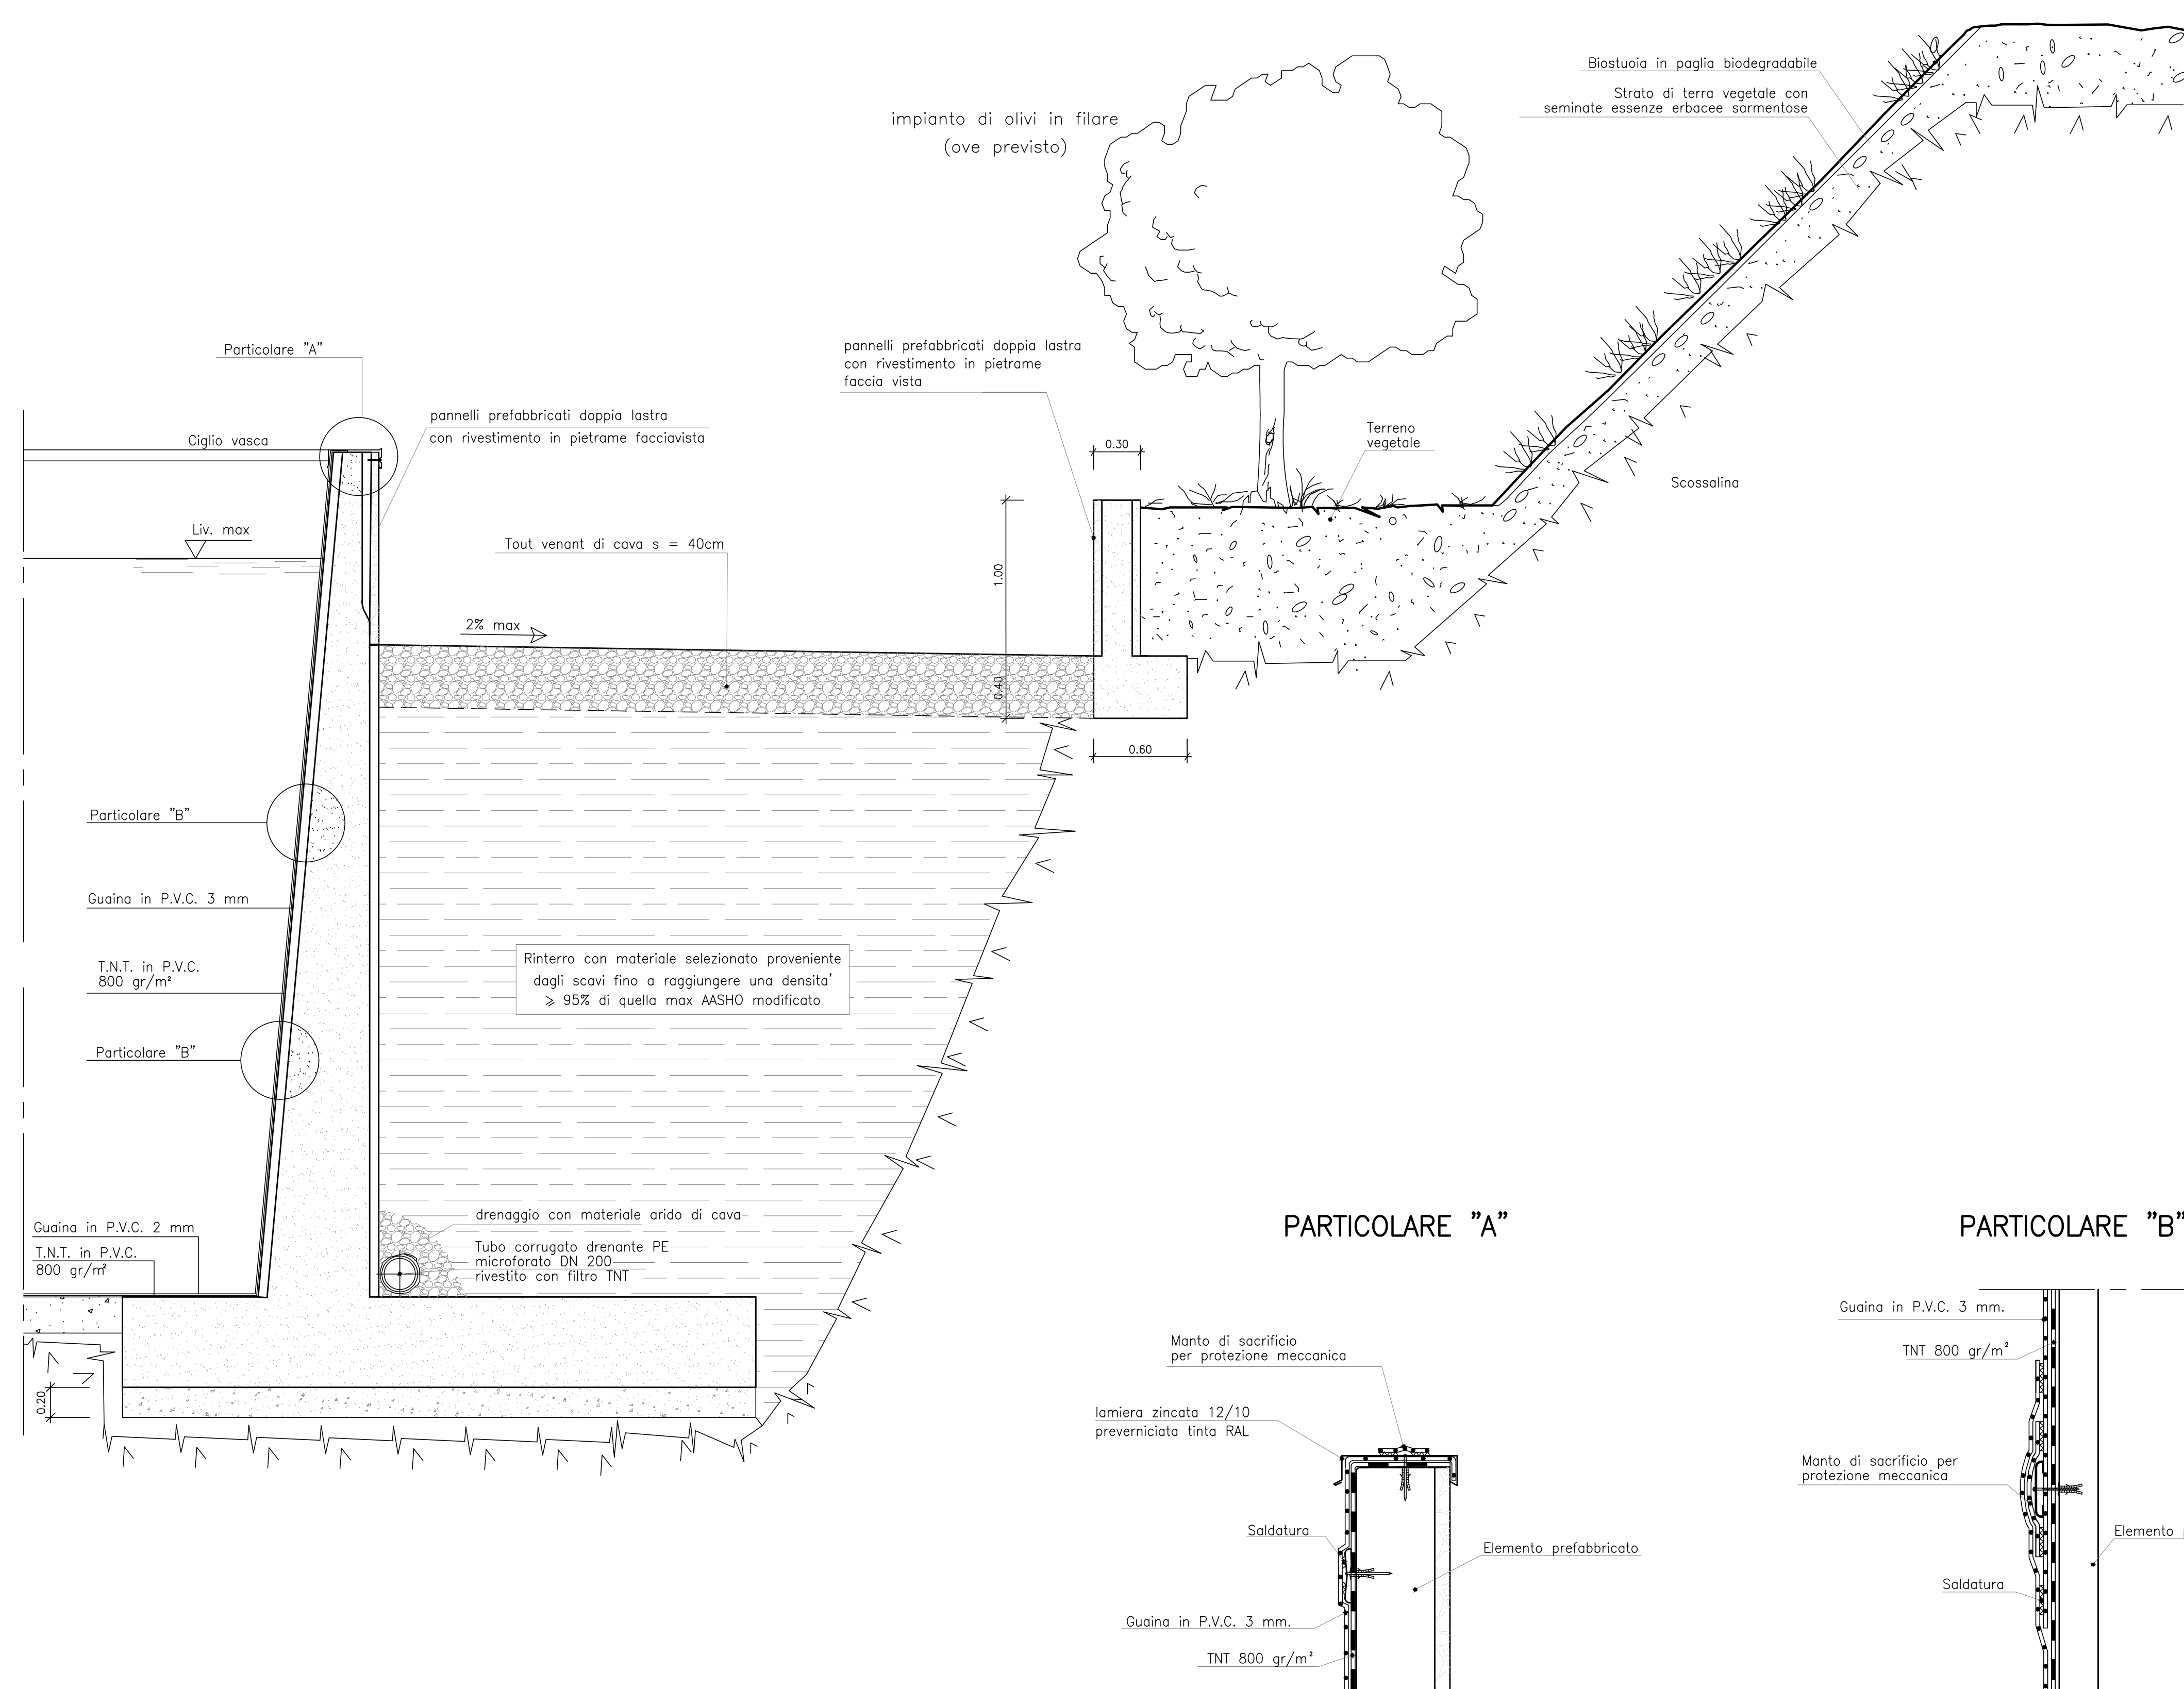 Biostuoia in paglia biodegradabile
Strato di terra vegetale con
seminate essenze erbacee sarmentose
impianto di olivi in filare
(ove previsto)
Particolare "A"
pannelli prefabbricati doppia lastra
con rivestimento in pietrame
faccia vista
pannelli prefabbricati doppia lastra
con rivestimento in pietrame facciavista
Ciglio vasca
0.30
Terreno
vegetale
Scossalina
Liv. max
Tout venant di cava s = 40cm
1.00
2% max
0.40
0.60
Particolare "B"
Guaina in P.V.C. 3 mm
T.N.T. in P.V.C.
800 gr/m²
Rinterro con materiale selezionato proveniente
dagli scavi fino a raggiungere una densita'
⩾ 95% di quella max AASHO modificato
Particolare "B"
drenaggio con materiale arido di cava
Guaina in P.V.C. 2 mm
T.N.T. in P.V.C.
800 gr/m²
Tubo corrugato drenante PE
microforato DN 200
rivestito con filtro TNT
0.20
PARTICOLARE "A"
Manto di sacrificio
per protezione meccanica
lamiera zincata 12/10
preverniciata tinta RAL
Saldatura
Elemento prefabbricato
Guaina in P.V.C. 3 mm.
TNT 800 gr/m²
PARTICOLARE "B"
Guaina in P.V.C. 3 mm.
TNT 800 gr/m²
Manto di sacrificio per
protezione meccanica
Elemento
Saldatura